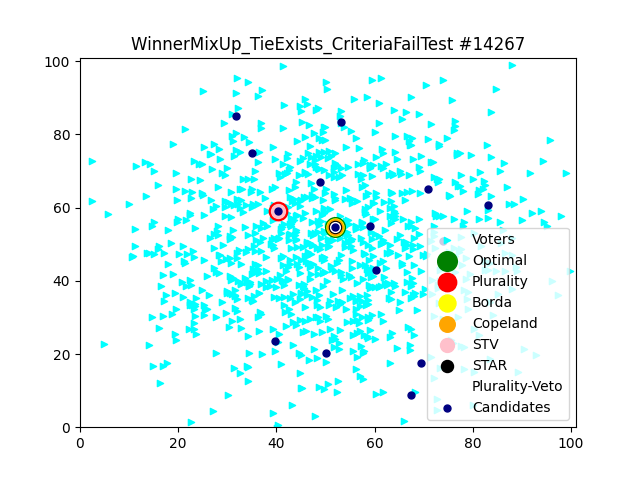 WinnerMixUp_TieExists_CriteriaFailTest #14267
100
80
60
40
20
0
0 20 40 60 80 100
Voters
Optimal
Plurality
Borda
Copeland
STV
STAR
Plurality-Veto
Candidates